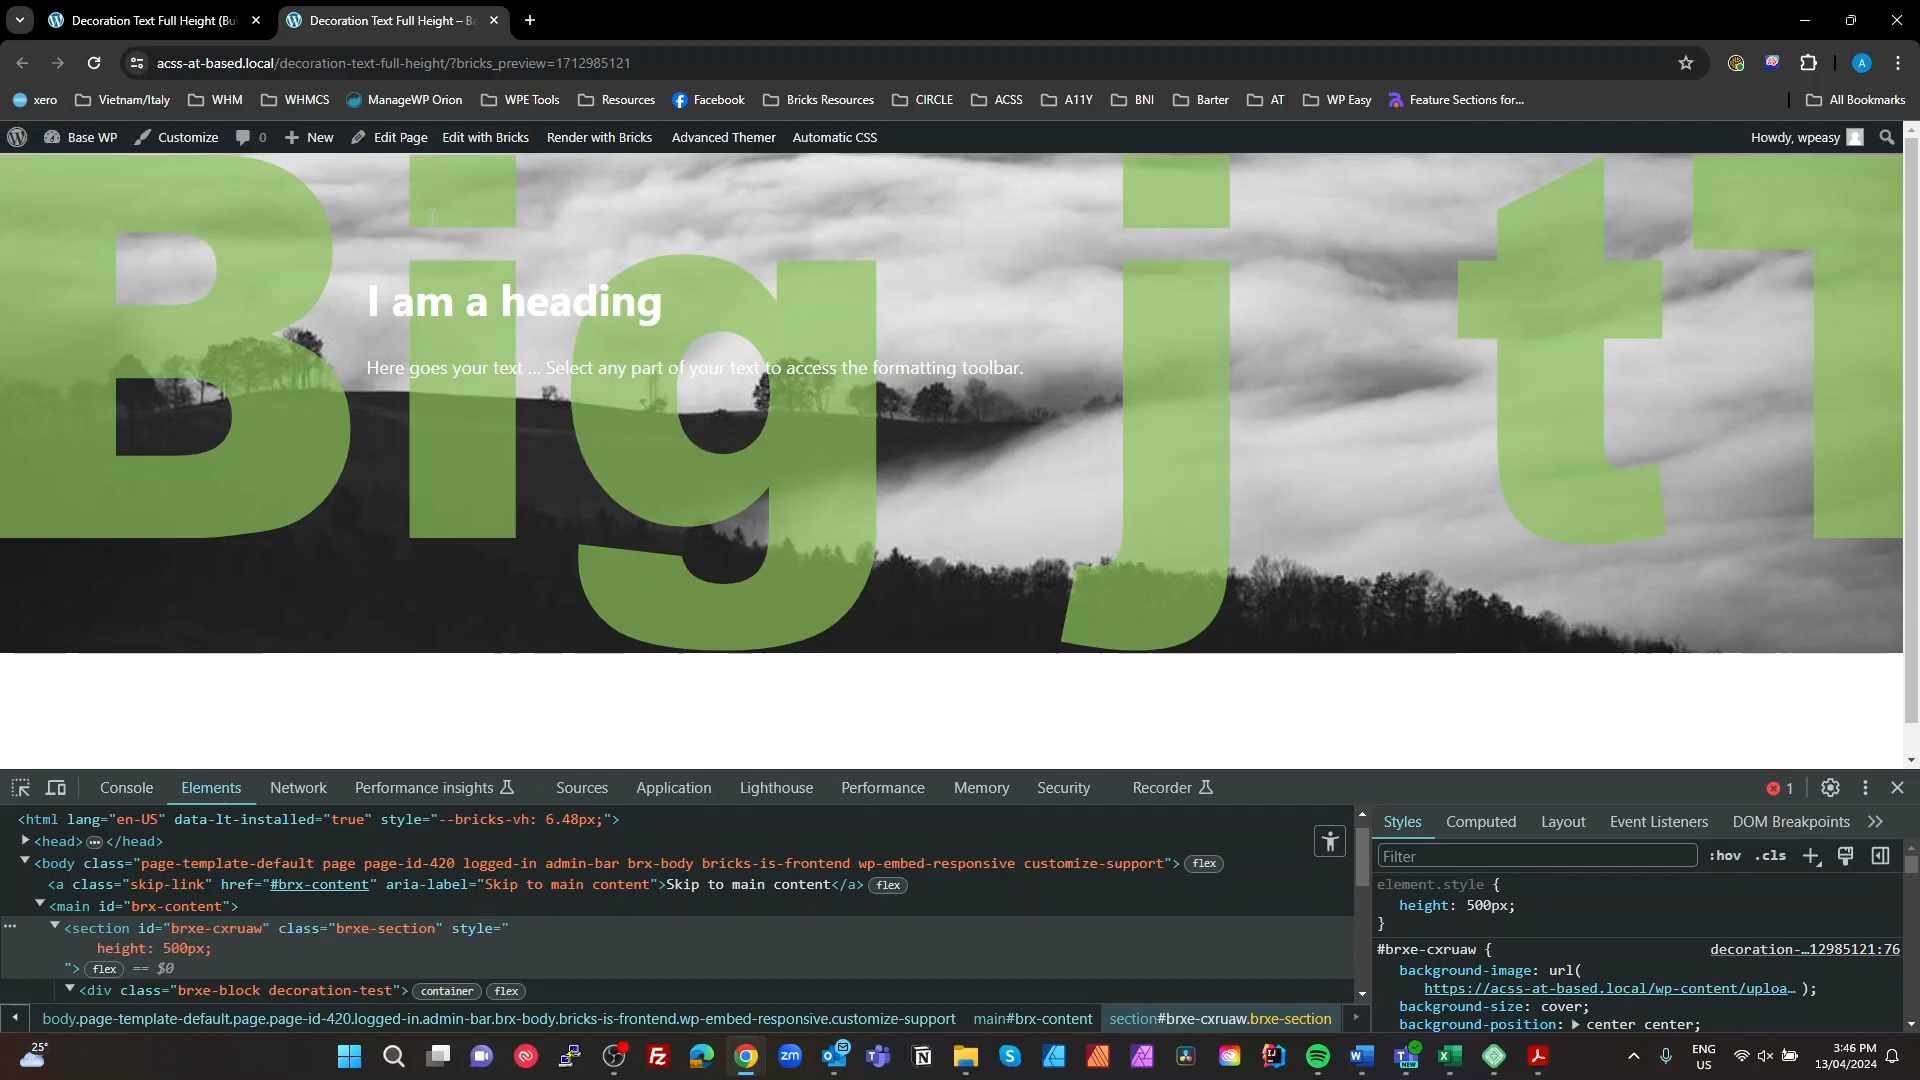 Decoration Text Full Height (Bui
Decoration Text Full Height – Ba
acss-at-based.local/decoration-text-full-height/?bricks_preview=1712985121
xero Vietnam/Italy WHM WHMCS ManageWP Orion WPE Tools Resources Facebook Bricks Resources CIRCLE ACSS A11Y BNI Barter AT WP Easy Feature Sections for... All Bookmarks
Base WP Customize 0 New Edit Page Edit with Bricks Render with Bricks Advanced Themer Automatic CSS Howdy, wpeasy
Big j tT
I am a heading
Here goes your text ... Select any part of your text to access the formatting toolbar.
Console Elements Network Performance insights Sources Application Lighthouse Performance Memory Security Recorder 1
<html lang="en-US" data-lt-installed="true" style="--bricks-vh: 6.48px;">
<head> ••• </head>
<body class="page-template-default page page-id-420 logged-in admin-bar brx-body bricks-is-frontend wp-embed-responsive customize-support"> flex
<a class="skip-link" href="#brx-content" aria-label="Skip to main content">Skip to main content</a> flex
<main id="brx-content">
<section id="brxe-cxruaw" class="brxe-section" style="
height: 500px;
"> flex == $0
<div class="brxe-block decoration-test"> container flex
body.page-template-default.page.page-id-420.logged-in.admin-bar.brx-body.bricks-is-frontend.wp-embed-responsive.customize-support main#brx-content section#brxe-cxruaw.brxe-section
Styles Computed Layout Event Listeners DOM Breakpoints
Filter :hov .cls
element.style {
height: 500px;
}
#brxe-cxruaw { decoration-…12985121:76
background-image: url(
https://acss-at-based.local/wp-content/uploa… );
background-size: cover;
background-position: center center;
25°
ENG
US
3:46 PM
13/04/2024